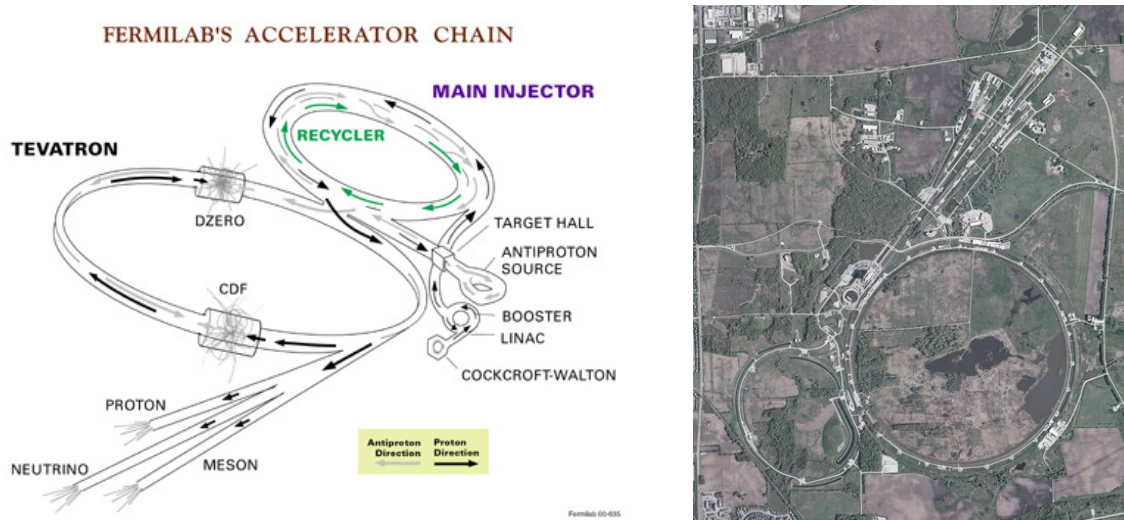 FERMILAB'S ACCELERATOR CHAIN
MAIN INJECTOR
RECYCLER
TEVATRON
DZERO
TARGET HALL
ANTIPROTON
SOURCE
CDF
BOOSTER
LINAC
COCKCROFT-WALTON
PROTON
NEUTRINO
MESON
Antiproton
Direction
Proton
Direction
Fermilab 00-635